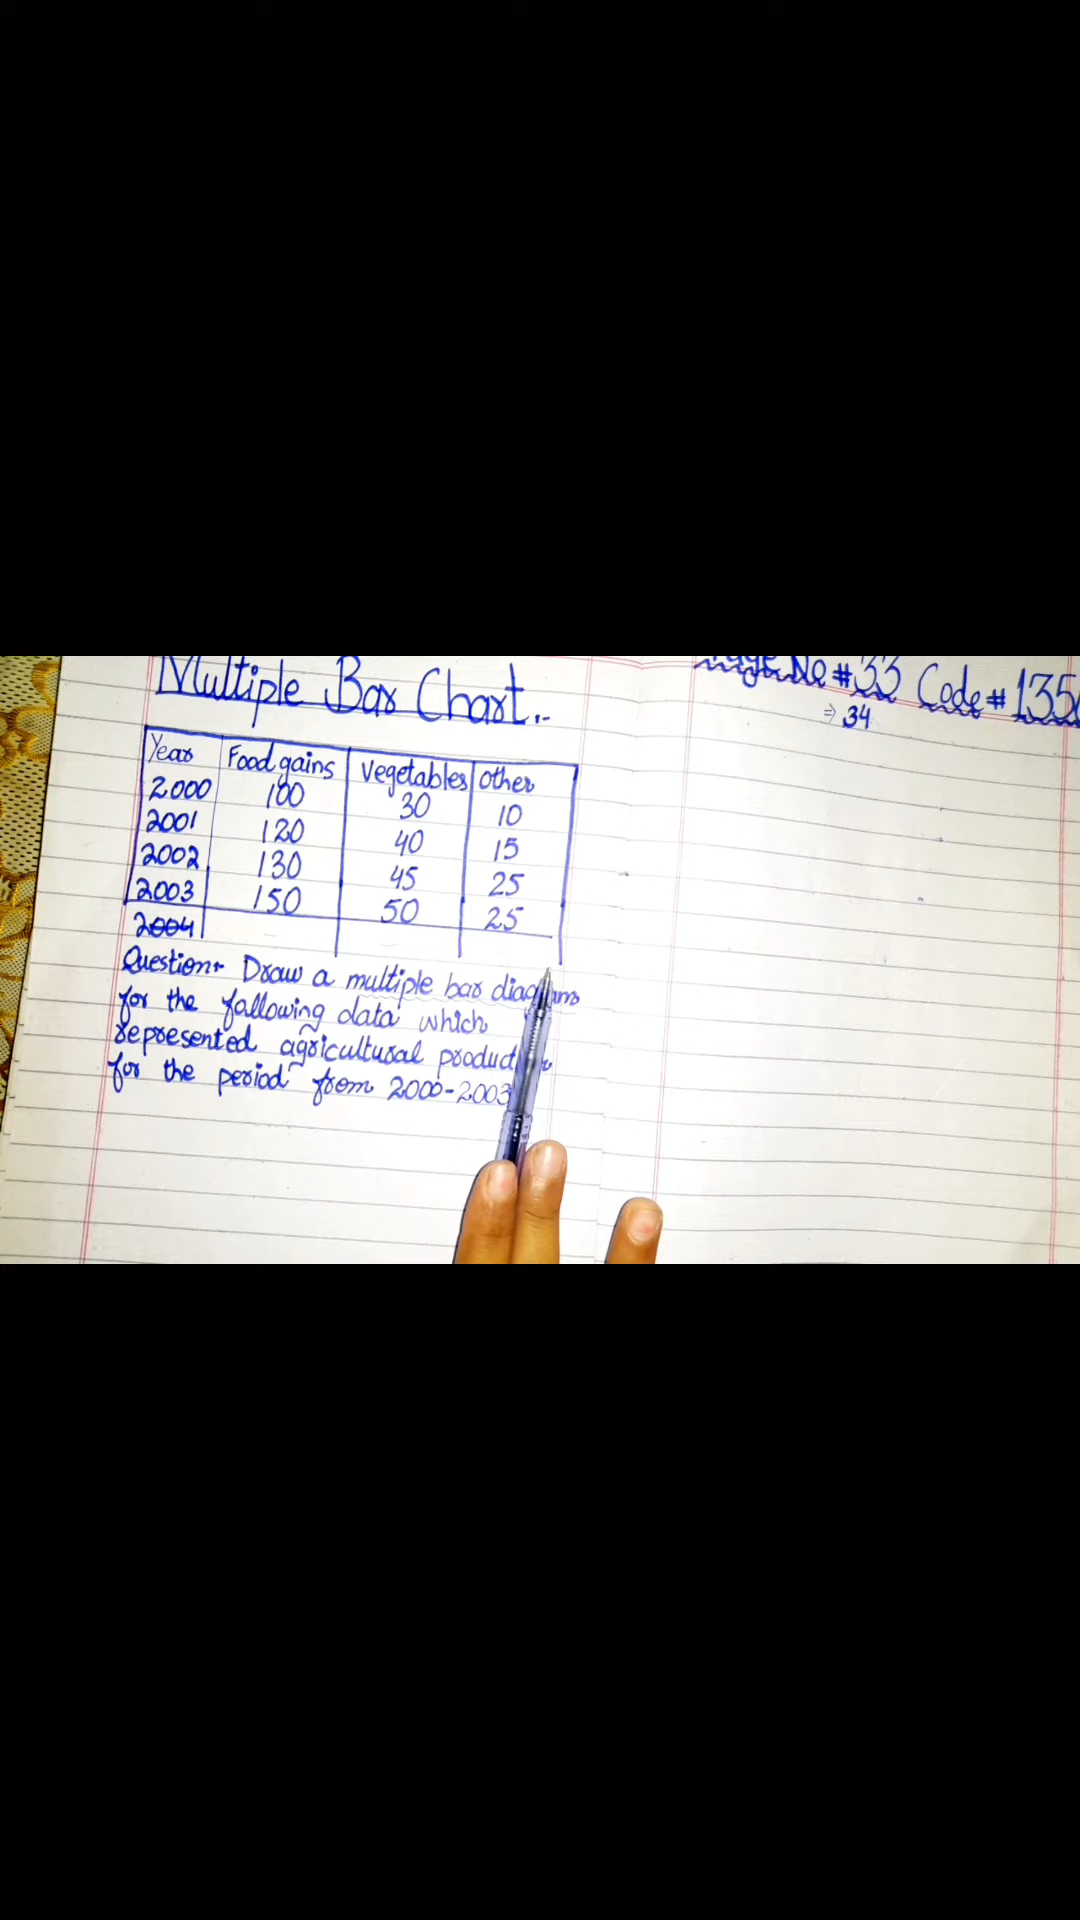 Multiple Bar Chart.-
Page No # 33 Code # 135
⇒ 34
Year Food gains Vegetables other
2000 100 30 10
2001 120 40 15
2002 130 45 25
2003 150 50 25
2004
Question:- Draw a multiple bar diagram
for the fallowing data which
represented agricultural product
for the period from 2000-2003